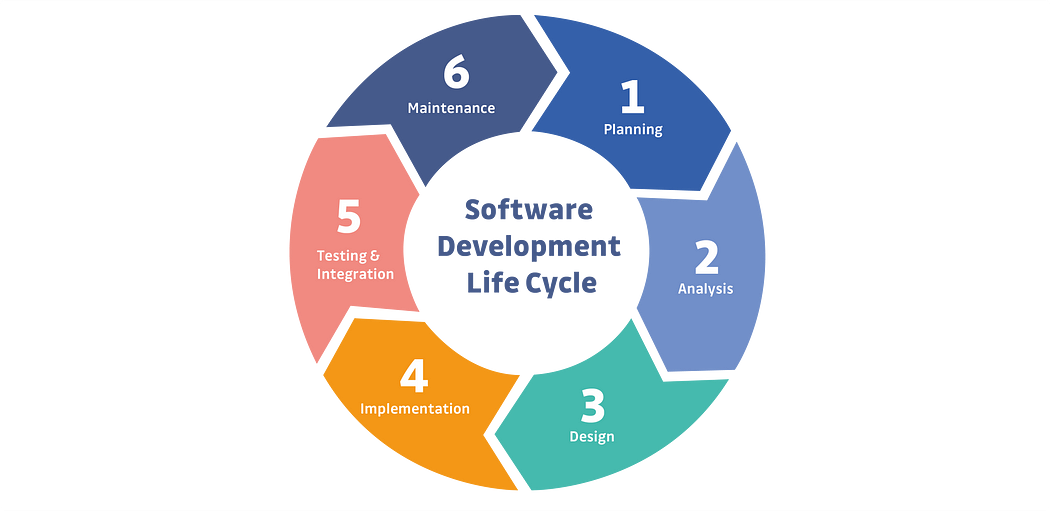 Software
Development
Life Cycle
1
Planning
2
Analysis
3
Design
4
Implementation
5
Testing &
Integration
6
Maintenance